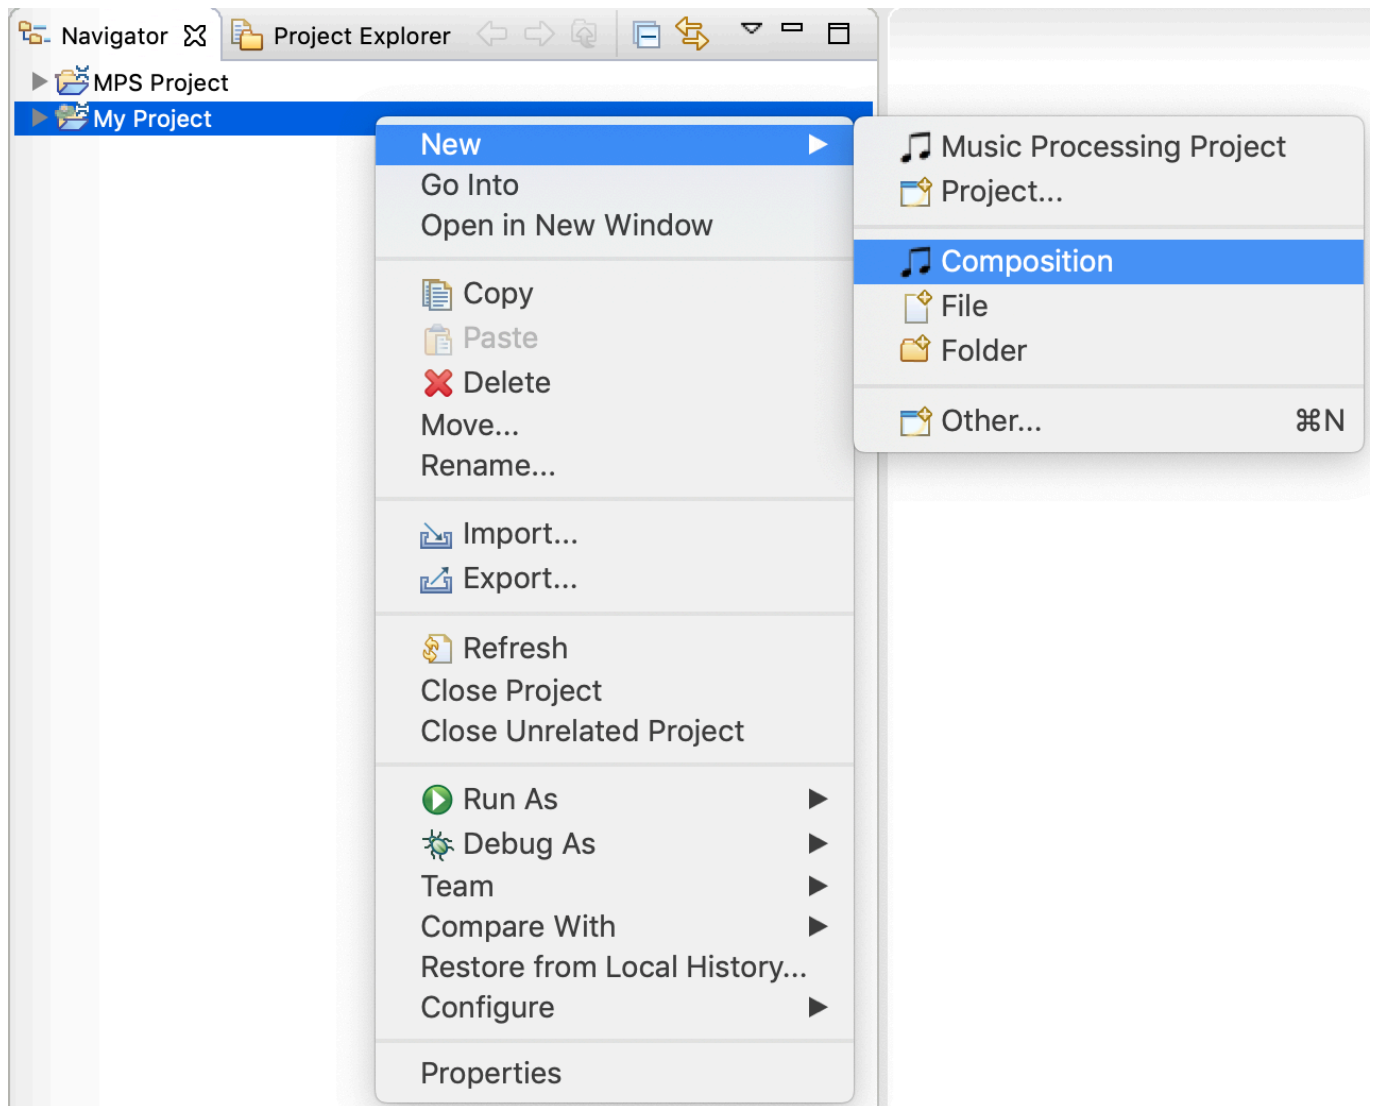 Navigator Project Explorer
MPS Project
My Project
New
Go Into
Open in New Window
Copy
Paste
Delete
Move...
Rename...
Import...
Export...
Refresh
Close Project
Close Unrelated Project
Run As
Debug As
Team
Compare With
Restore from Local History...
Configure
Properties
Music Processing Project
Project...
Composition
File
Folder
Other... ⌘N